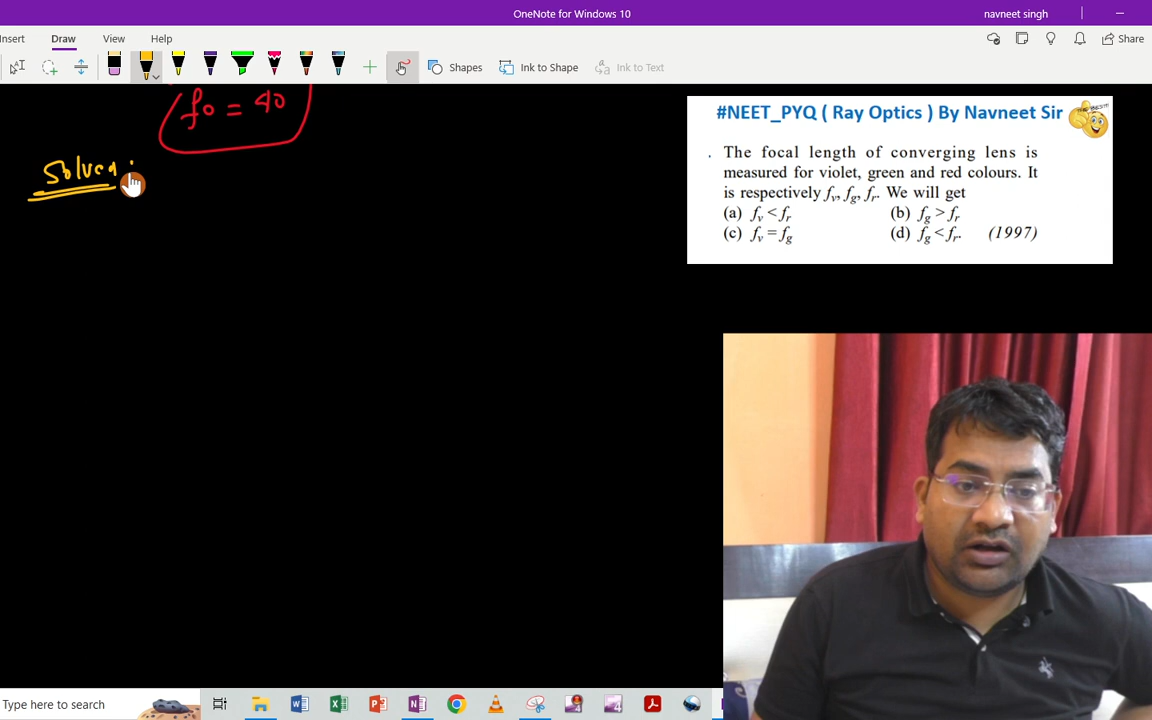 OneNote for Windows 10
navneet singh
Insert
Draw
View
Help
Shapes
Ink to Shape
Ink to Text
Share
fo = 40
#NEET_PYQ ( Ray Optics ) By Navneet Sir
. The focal length of converging lens is
measured for violet, green and red colours. It
is respectively fv, fg, fr. We will get
(a) fv < fr (b) fg > fr
(c) fv = fg (d) fg < fr. (1997)
Type here to search